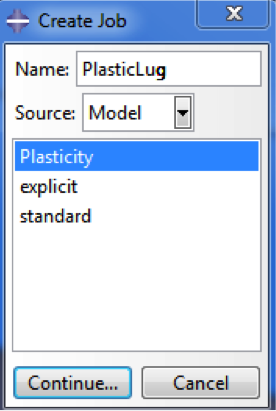 Create Job
Name: PlasticLug
Source: Model
Plasticity
explicit
standard
Continue... Cancel